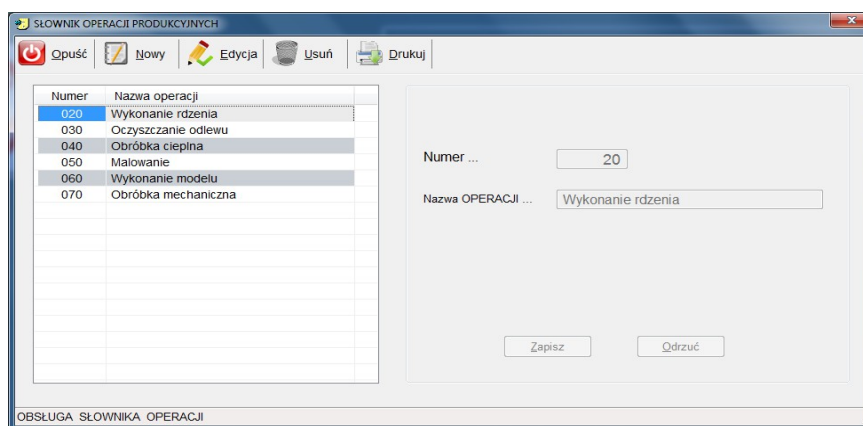 SŁOWNIK OPERACJI PRODUKCYJNYCH
Opuść Nowy Edycja Usuń Drukuj
Numer Nazwa operacji
020 Wykonanie rdzenia
030 Oczyszczanie odlewu
040 Obróbka cieplna
050 Malowanie
060 Wykonanie modelu
070 Obróbka mechaniczna
Numer ... 20
Nazwa OPERACJI ... Wykonanie rdzenia
Zapisz Odrzuć
OBSŁUGA SŁOWNIKA OPERACJI